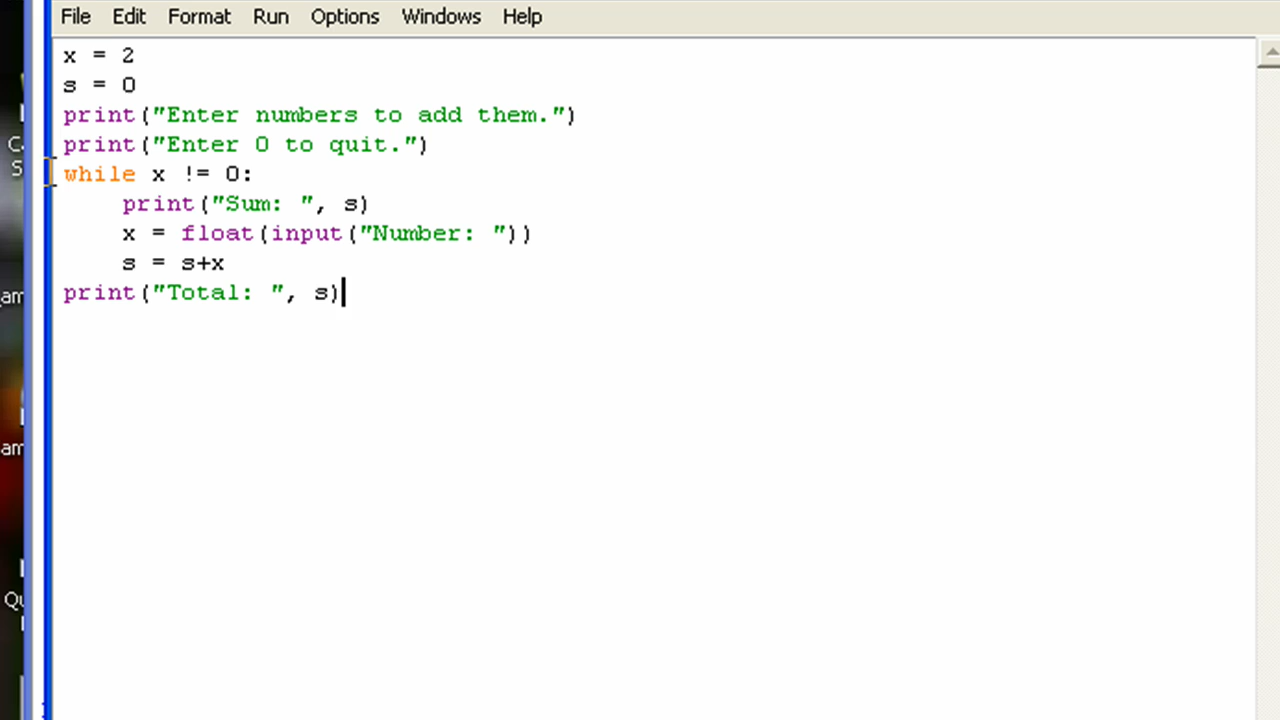 File Edit Format Run Options Windows Help
x = 2
s = 0
print("Enter numbers to add them.")
print("Enter 0 to quit.")
while x != 0:
    print("Sum: ", s)
    x = float(input("Number: "))
    s = s+x
print("Total: ", s)